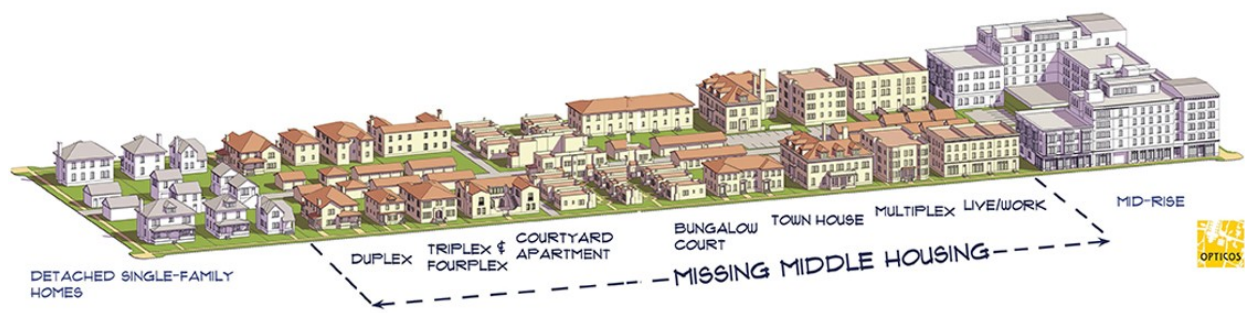 DETACHED SINGLE-FAMILY
HOMES
DUPLEX
TRIPLEX &
FOURPLEX
COURTYARD
APARTMENT
BUNGALOW
COURT
TOWN HOUSE
MULTIPLEX
LIVE/WORK
MID-RISE
MISSING MIDDLE HOUSING
OPTICOS